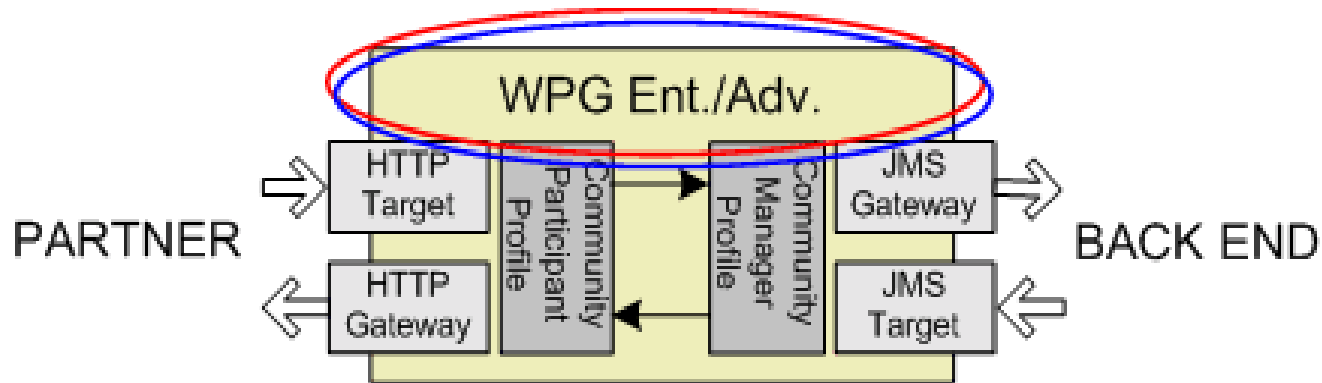 WPG Ent./Adv.
PARTNER
HTTP
Target
HTTP
Gateway
Community
Participant
Profile
Community
Manager
Profile
JMS
Gateway
JMS
Target
BACK END